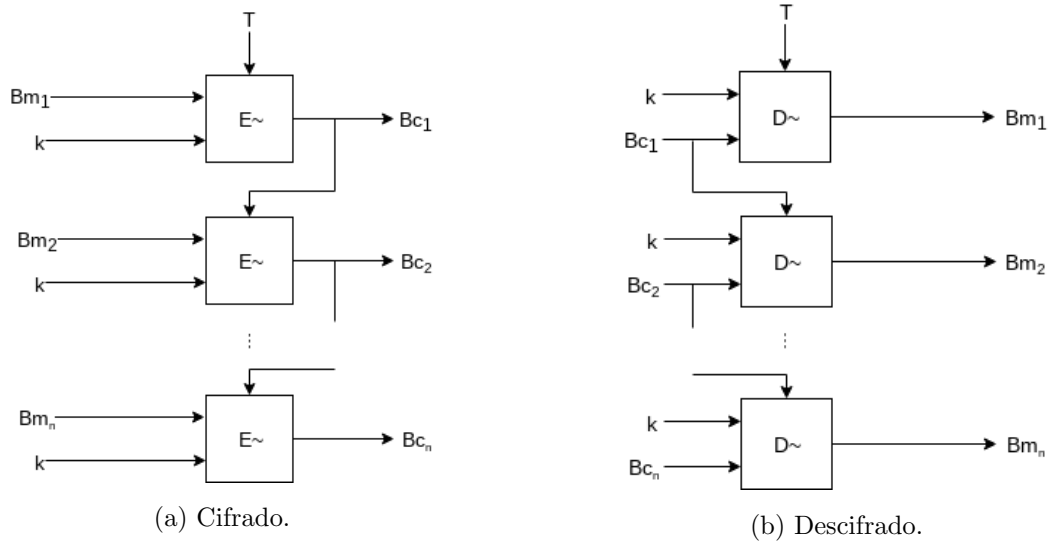 T
Bm1
k
E~
Bc1
Bm2
k
E~
Bc2
⋮
Bmn
k
E~
Bcn
(a) Cifrado.
T
k
Bc1
D~
Bm1
k
Bc2
D~
Bm2
⋮
k
Bcn
D~
Bmn
(b) Descifrado.